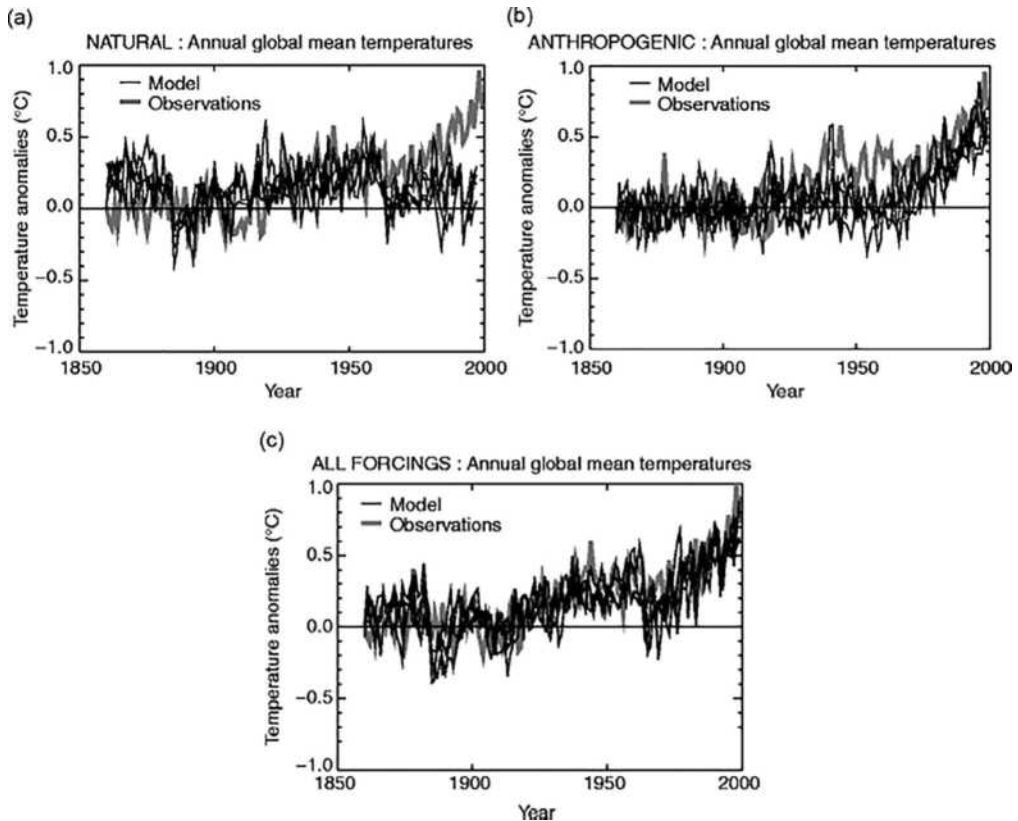 (a)
NATURAL : Annual global mean temperatures
1.0
Model
Observations
0.5
0.0
−0.5
−1.0
Temperature anomalies (°C)
1850
1900
1950
2000
Year
(b)
ANTHROPOGENIC : Annual global mean temperatures
1.0
Model
Observations
0.5
0.0
−0.5
−1.0
Temperature anomalies (°C)
1850
1900
1950
2000
Year
(c)
ALL FORCINGS : Annual global mean temperatures
1.0
Model
Observations
0.5
0.0
−0.5
−1.0
Temperature anomalies (°C)
1850
1900
1950
2000
Year